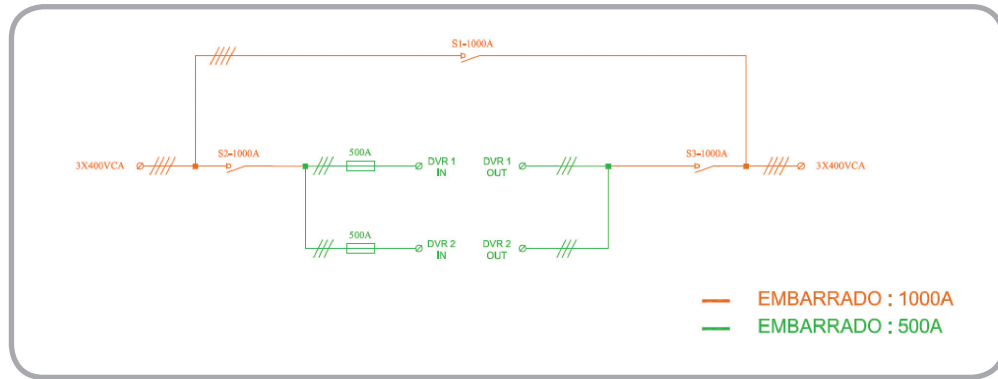 S1-1000A
3X400VCA
S2-1000A
500A
DVR 1
IN
DVR 1
OUT
S3-1000A
3X400VCA
500A
DVR 2
IN
DVR 2
OUT
EMBARRADO : 1000A
EMBARRADO : 500A